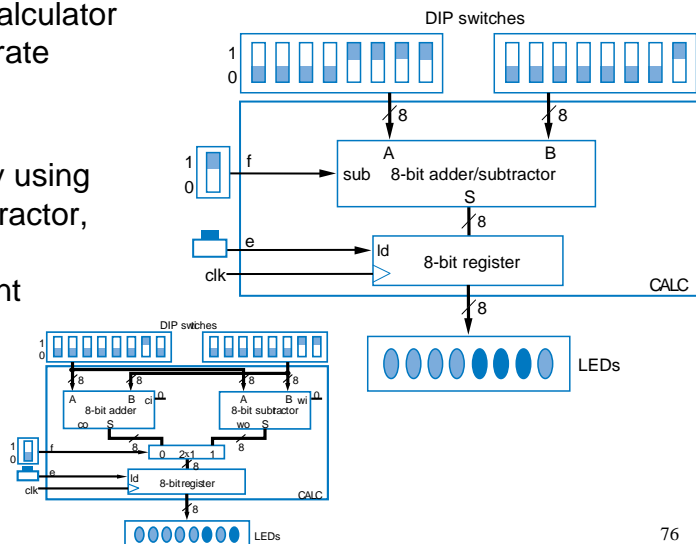 alculator
rate
y using
ractor,
nt
DIP switches
1
0
8
8
A
B
1
0
f
sub
8-bit adder/subtractor
S
8
e
ld
8-bit register
clk
CALC
8
LEDs
DIP switches
1
0
8
8
8
8
A
B
ci
0
A
B
wi
0
8-bit adder
8-bit subtractor
co
S
wo
S
8
8
1
0
f
0
2x1
1
8
e
ld
8-bit register
clk
CALC
8
LEDs
76